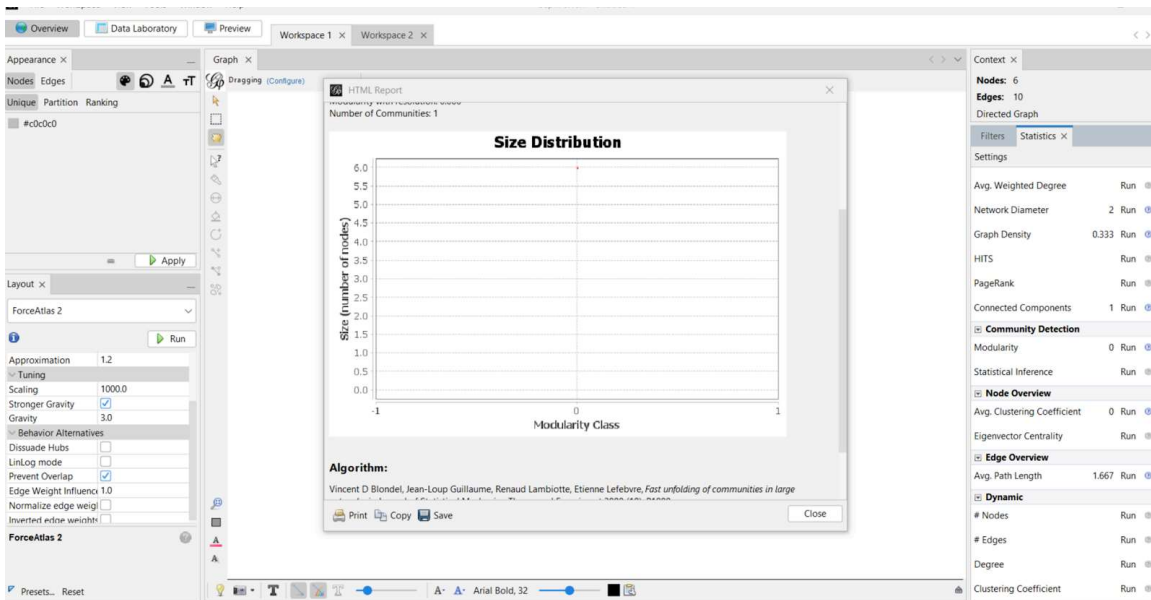 Overview
Data Laboratory
Preview
Workspace 1 ×
Workspace 2 ×
Appearance ×
Nodes Edges
Unique Partition Ranking
#c0c0c0
Apply
Layout ×
ForceAtlas 2
Run
Approximation 1.2
Tuning
Scaling 1000.0
Stronger Gravity
Gravity 3.0
Behavior Alternatives
Dissuade Hubs
LinLog mode
Prevent Overlap
Edge Weight Influence 1.0
Normalize edge weigl
Inverted edge weights
ForceAtlas 2
Presets... Reset
Graph ×
Dragging (Configure)
HTML Report
Modularity with resolution: 0.000
Number of Communities: 1
Size Distribution
6.0
5.5
5.0
4.5
4.0
3.5
3.0
2.5
2.0
1.5
1.0
0.5
0.0
Size (number of nodes)
-1 0 1
Modularity Class
Algorithm:
Vincent D Blondel, Jean-Loup Guillaume, Renaud Lambiotte, Etienne Lefebvre, Fast unfolding of communities in large
Print Copy Save
Close
A- A- Arial Bold, 32
Context ×
Nodes: 6
Edges: 10
Directed Graph
Filters Statistics ×
Settings
Avg. Weighted Degree Run
Network Diameter 2 Run
Graph Density 0.333 Run
HITS Run
PageRank Run
Connected Components 1 Run
Community Detection
Modularity 0 Run
Statistical Inference Run
Node Overview
Avg. Clustering Coefficient 0 Run
Eigenvector Centrality Run
Edge Overview
Avg. Path Length 1.667 Run
Dynamic
# Nodes Run
# Edges Run
Degree Run
Clustering Coefficient Run